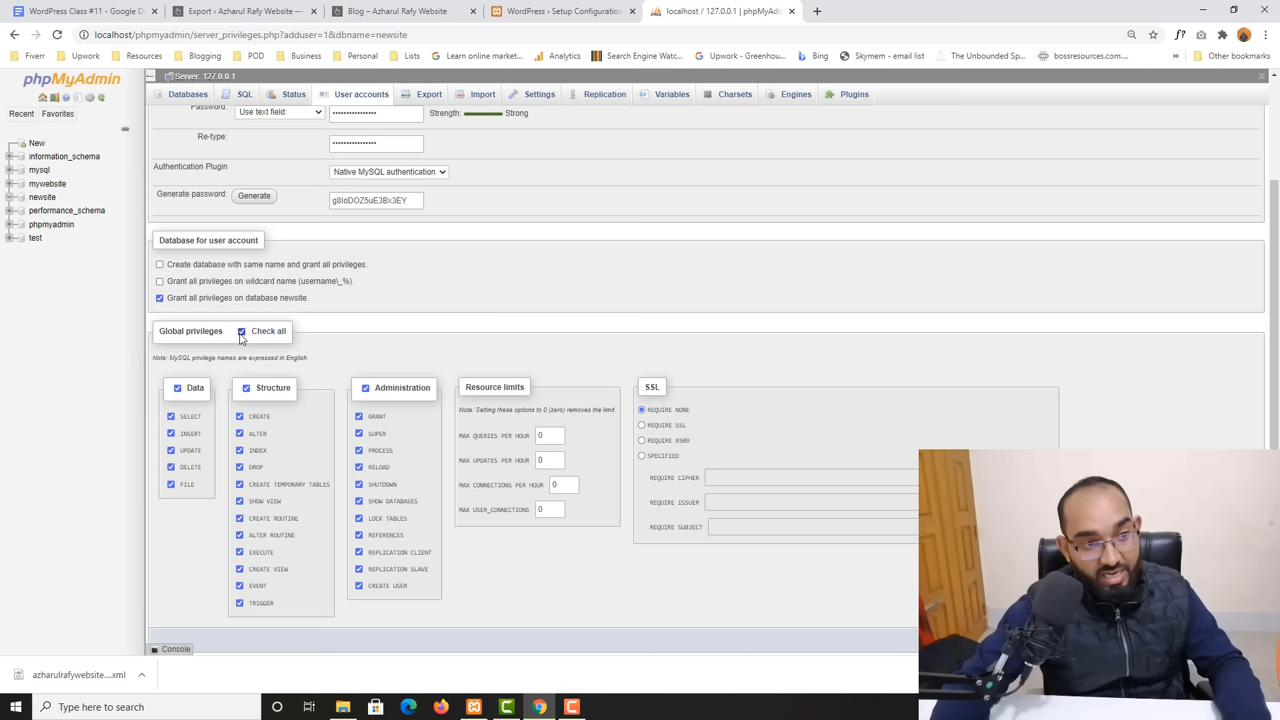 WordPress Class #11 - Google D
Export ‹ Azharul Rafy Website —
Blog – Azharul Rafy Website
WordPress › Setup Configuration
localhost / 127.0.0.1 | phpMyAdm
localhost/phpmyadmin/server_privileges.php?adduser=1&dbname=newsite
Fiverr
Upwork
Resources
Blogging
POST
Lists
G
Learn online market...
Analytics
Search Engine Watc...
Upwork - Greenhou...
Bing
Skymem - email list
The Unbounded Sp...
bossresources.com...
Other bookmarks
phpMyAdmin
Recent
Favorites
New
information_schema
mysql
mywebsite
newsite
performance_schema
phpmyadmin
test
Server: 127.0.0.1
Databases
SQL
Status
User accounts
Export
Import
Settings
Replication
Variables
Charsets
Engines
Plugins
Password:
Use text field:
Strength:
Strong
Re-type:
Authentication Plugin
Native MySQL authentication
Generate password:
Generate
g8IoDOZ5uE3Bx3EY
Database for user account
Create database with same name and grant all privileges.
Grant all privileges on wildcard name (username\_%).
Grant all privileges on database newsite.
Global privileges
Check all
Note: MySQL privilege names are expressed in English.
Data
SELECT
INSERT
UPDATE
DELETE
FILE
Structure
CREATE
ALTER
INDEX
DROP
CREATE TEMPORARY TABLES
SHOW VIEW
CREATE ROUTINE
ALTER ROUTINE
EXECUTE
CREATE VIEW
EVENT
TRIGGER
Administration
GRANT
SUPER
PROCESS
RELOAD
SHUTDOWN
SHOW DATABASES
LOCK TABLES
REFERENCES
REPLICATION CLIENT
REPLICATION SLAVE
CREATE USER
Resource limits
Note: Setting these options to 0 (zero) removes the limit.
MAX QUERIES PER HOUR 0
MAX UPDATES PER HOUR 0
MAX CONNECTIONS PER HOUR 0
MAX USER_CONNECTIONS 0
SSL
REQUIRE NONE
REQUIRE SSL
REQUIRE X509
SPECIFIED
REQUIRE CIPHER
REQUIRE ISSUER
REQUIRE SUBJECT
Console
azharulrafywebsite....xml
Type here to search